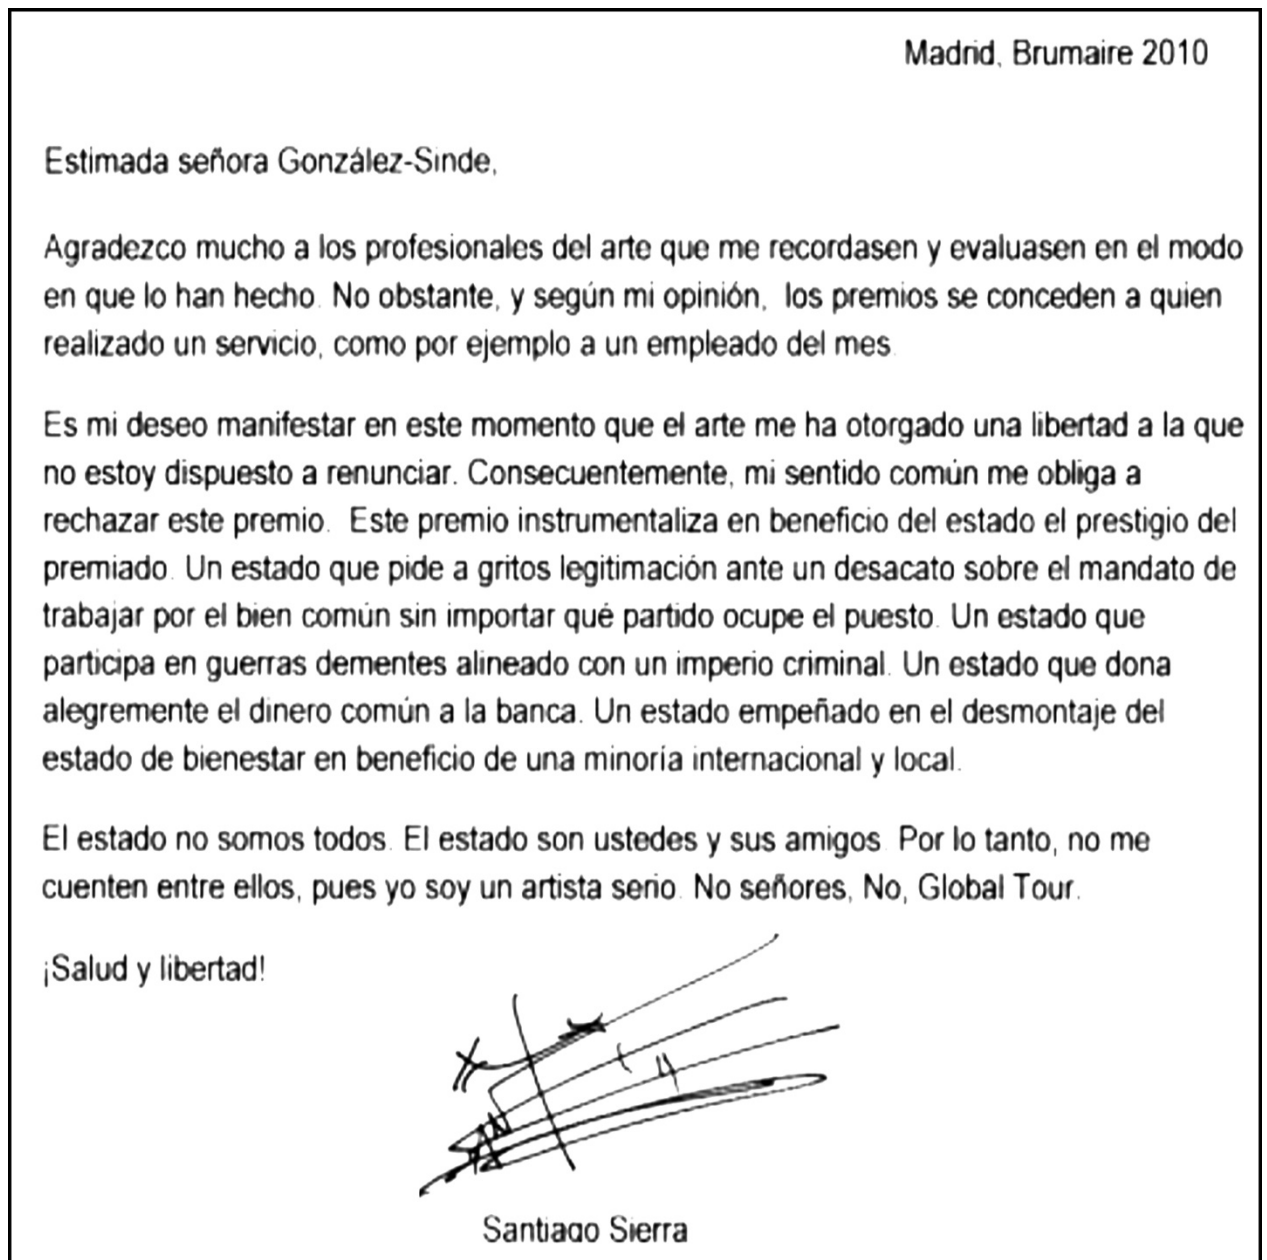 Madrid, Brumaire 2010
Estimada señora González-Sinde,
Agradezco mucho a los profesionales del arte que me recordasen y evaluasen en el modo
en que lo han hecho. No obstante, y según mi opinión, los premios se conceden a quien
realizado un servicio, como por ejemplo a un empleado del mes.
Es mi deseo manifestar en este momento que el arte me ha otorgado una libertad a la que
no estoy dispuesto a renunciar. Consecuentemente, mi sentido común me obliga a
rechazar este premio. Este premio instrumentaliza en beneficio del estado el prestigio del
premiado. Un estado que pide a gritos legitimación ante un desacato sobre el mandato de
trabajar por el bien común sin importar qué partido ocupe el puesto. Un estado que
participa en guerras dementes alineado con un imperio criminal. Un estado que dona
alegremente el dinero común a la banca. Un estado empeñado en el desmontaje del
estado de bienestar en beneficio de una minoría internacional y local.
El estado no somos todos. El estado son ustedes y sus amigos. Por lo tanto, no me
cuenten entre ellos, pues yo soy un artista serio. No señores, No, Global Tour.
¡Salud y libertad!
Santiago Sierra